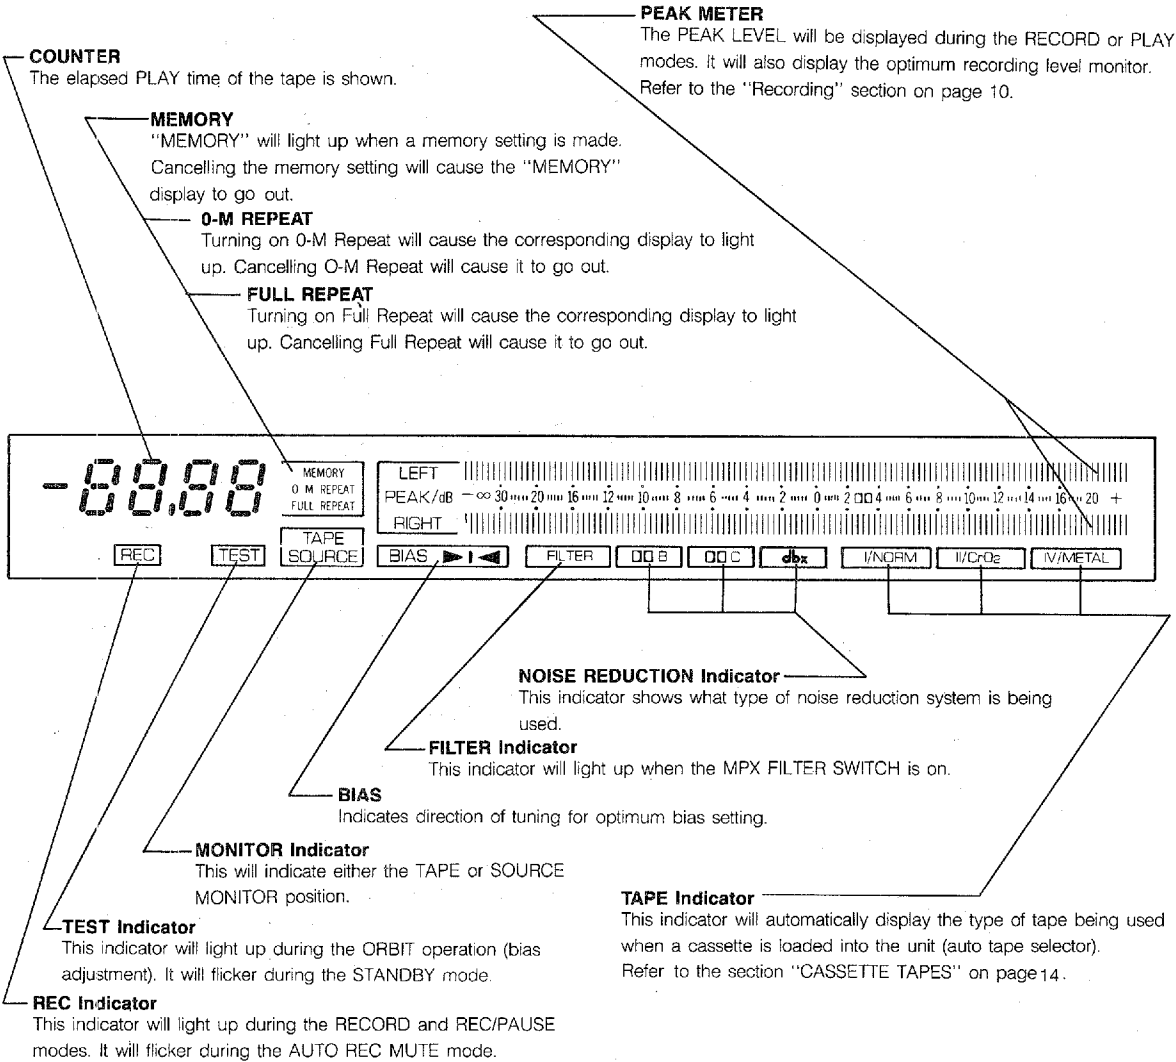 PEAK METER
The PEAK LEVEL will be displayed during the RECORD or PLAY
modes. It will also display the optimum recording level monitor.
Refer to the "Recording" section on page 10.
COUNTER
The elapsed PLAY time of the tape is shown.
MEMORY
"MEMORY" will light up when a memory setting is made.
Cancelling the memory setting will cause the "MEMORY"
display to go out.
0-M REPEAT
Turning on 0-M Repeat will cause the corresponding display to light
up. Cancelling O-M Repeat will cause it to go out.
FULL REPEAT
Turning on Full Repeat will cause the corresponding display to light
up. Cancelling Full Repeat will cause it to go out.
-88.88
MEMORY
0 M REPEAT
FULL REPEAT
LEFT
PEAK/dB -∞ 30 20 16 12 10 8 6 4 2 0 2 4 6 8 10 12 14 16 20 +
RIGHT
REC TEST TAPE
SOURCE
BIAS FILTER B C dbx I/NORM II/CrO2 IV/METAL
NOISE REDUCTION Indicator
This indicator shows what type of noise reduction system is being
used.
FILTER Indicator
This indicator will light up when the MPX FILTER SWITCH is on.
BIAS
Indicates direction of tuning for optimum bias setting.
MONITOR Indicator
This will indicate either the TAPE or SOURCE
MONITOR position.
TAPE Indicator
This indicator will automatically display the type of tape being used
when a cassette is loaded into the unit (auto tape selector).
Refer to the section "CASSETTE TAPES" on page 14.
TEST Indicator
This indicator will light up during the ORBIT operation (bias
adjustment). It will flicker during the STANDBY mode.
REC Indicator
This indicator will light up during the RECORD and REC/PAUSE
modes. It will flicker during the AUTO REC MUTE mode.